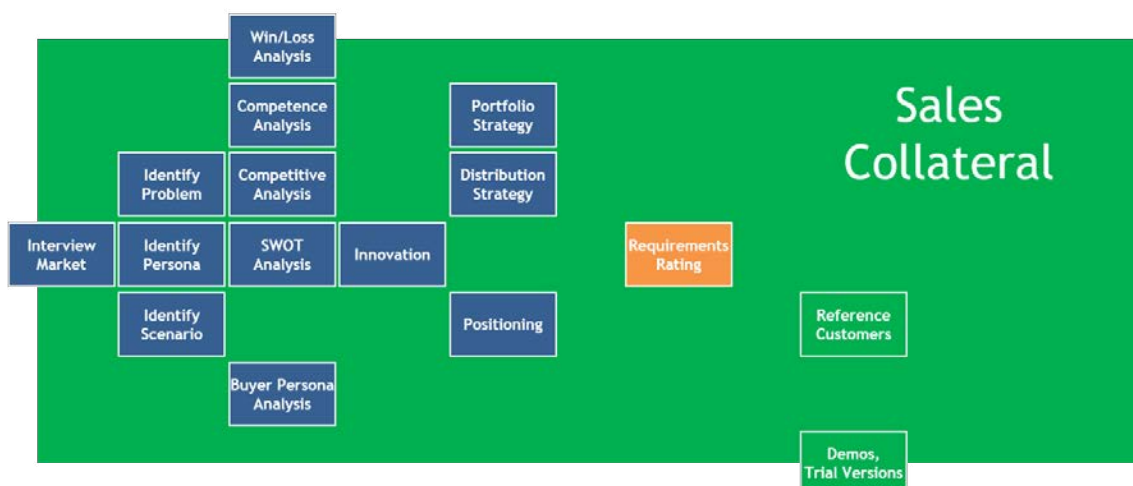 Win/Loss
Analysis
Competence
Analysis
Portfolio
Strategy
Sales
Collateral
Identify
Problem
Competitive
Analysis
Distribution
Strategy
Interview
Market
Identify
Persona
SWOT
Analysis
Innovation
Requirements
Rating
Identify
Scenario
Positioning
Reference
Customers
Buyer Persona
Analysis
Demos,
Trial Versions